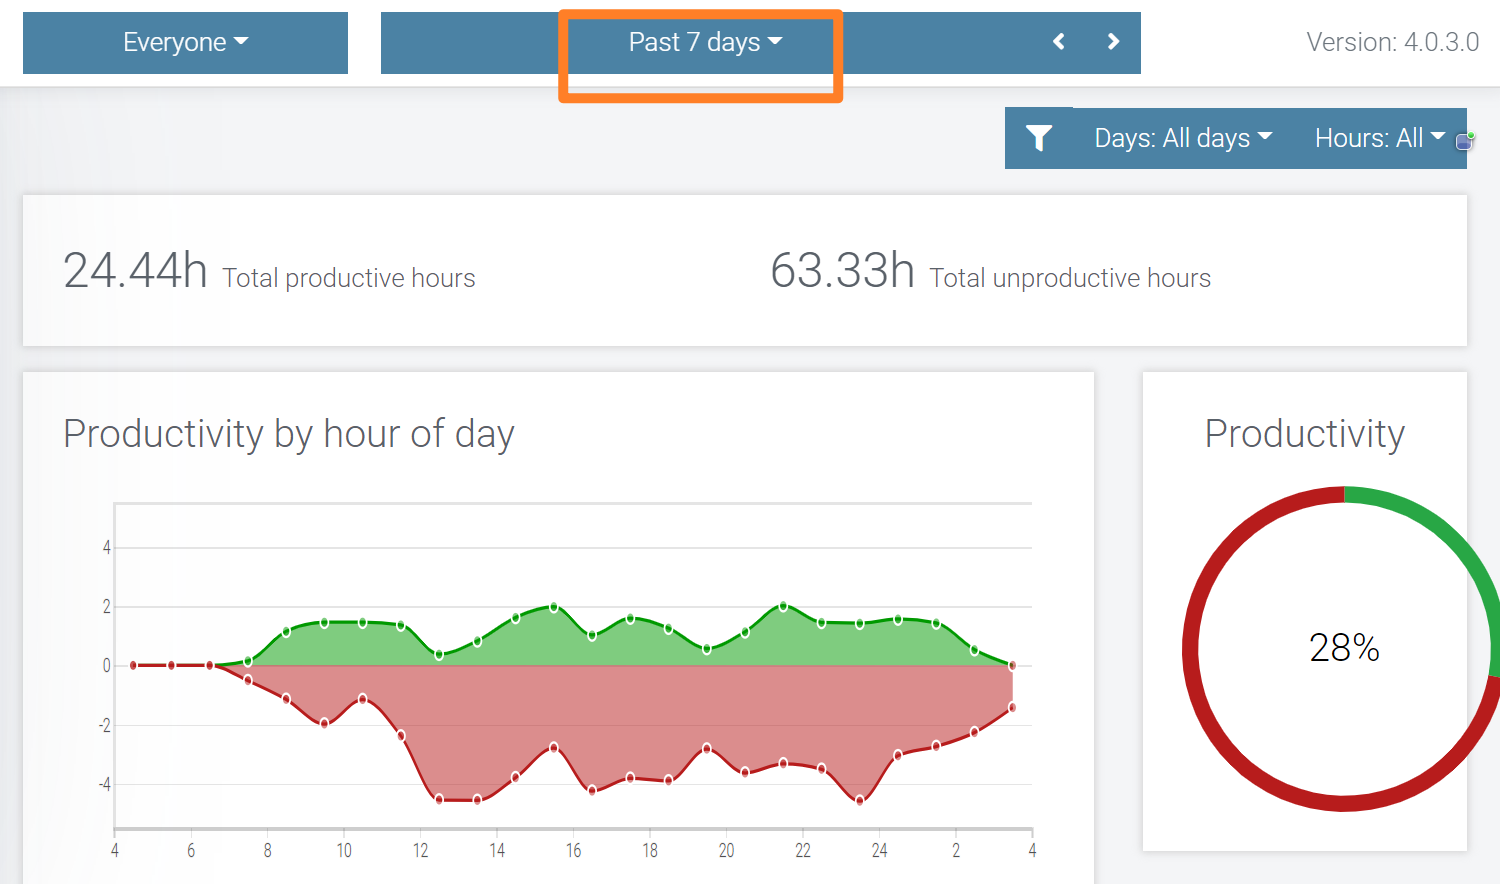 Everyone
Past 7 days
Version: 4.0.3.0
Days: All days
Hours: All
24.44h Total productive hours
63.33h Total unproductive hours
Productivity by hour of day
Productivity
4
2
0
-2
-4
28%
4 6 8 10 12 14 16 18 20 22 24 2 4